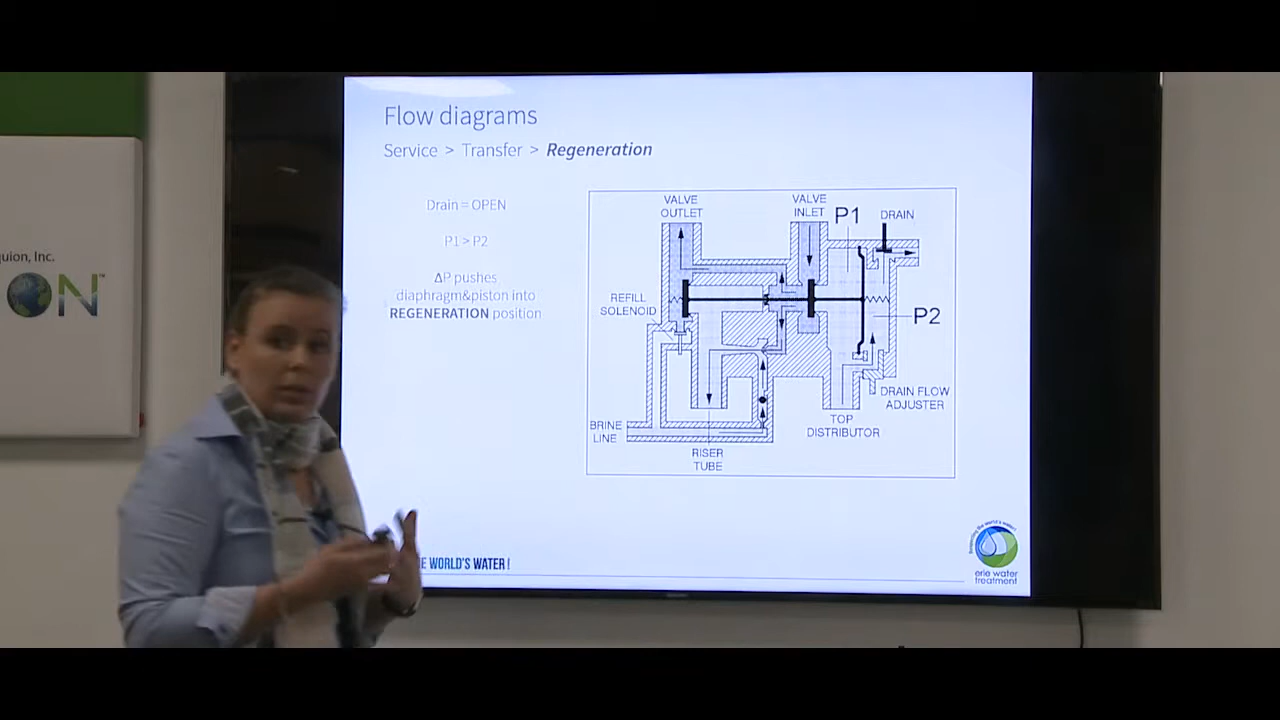 quion, Inc.
ON™
Flow diagrams
Service > Transfer > Regeneration
Drain = OPEN
P1 > P2
ΔP pushes
diaphragm&piston into
REGENERATION position
VALVE
OUTLET
VALVE
INLET
P1
DRAIN
REFILL
SOLENOID
P2
DRAIN FLOW
ADJUSTER
TOP
DISTRIBUTOR
BRINE
LINE
RISER
TUBE
E WORLD'S WATER!
erie water
treatment